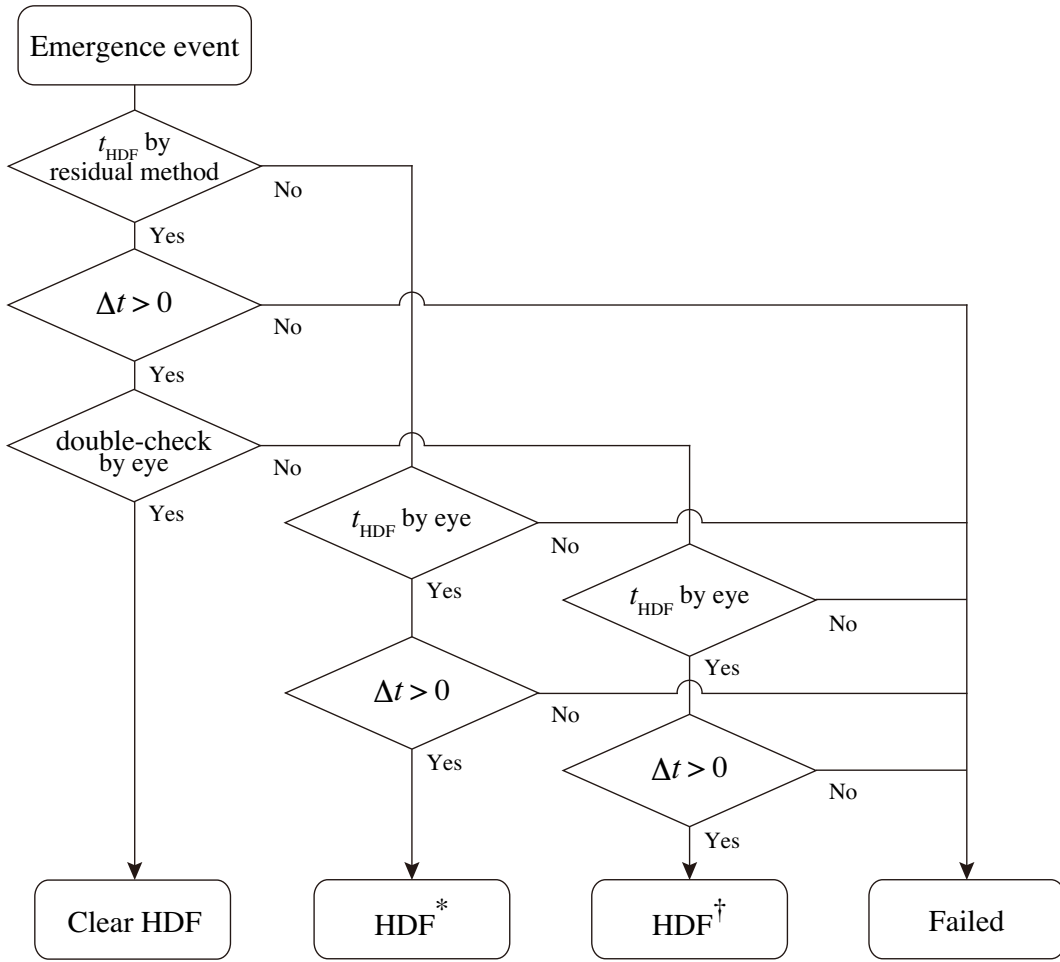 Emergence event
t_HDF by
residual method
No
Yes
Δt > 0
No
Yes
double-check
by eye
No
Yes
t_HDF by eye
No
Yes
t_HDF by eye
No
Yes
Δt > 0
No
Yes
Δt > 0
No
Yes
Clear HDF
HDF*
HDF†
Failed